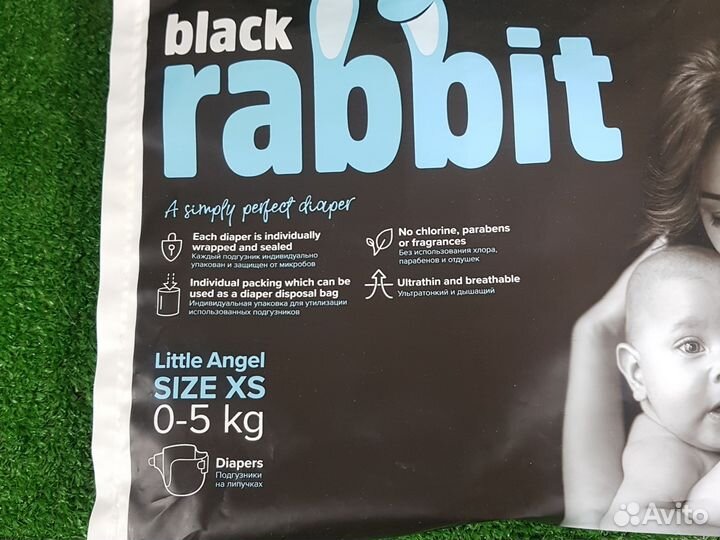 black
rabbit
A simply perfect diaper
Each diaper is individually
wrapped and sealed
Каждый подгузник индивидуально
упакован и защищен от микробов
Individual packing which can be
used as a diaper disposal bag
Индивидуальная упаковка для утилизации
использованных подгузников
No chlorine, parabens
or fragrances
Без использования хлора,
парабенов и отдушек
Ultrathin and breathable
Ультратонкий и дышащий
Little Angel
SIZE XS
0-5 kg
Diapers
Подгузники
на липучках
Avito